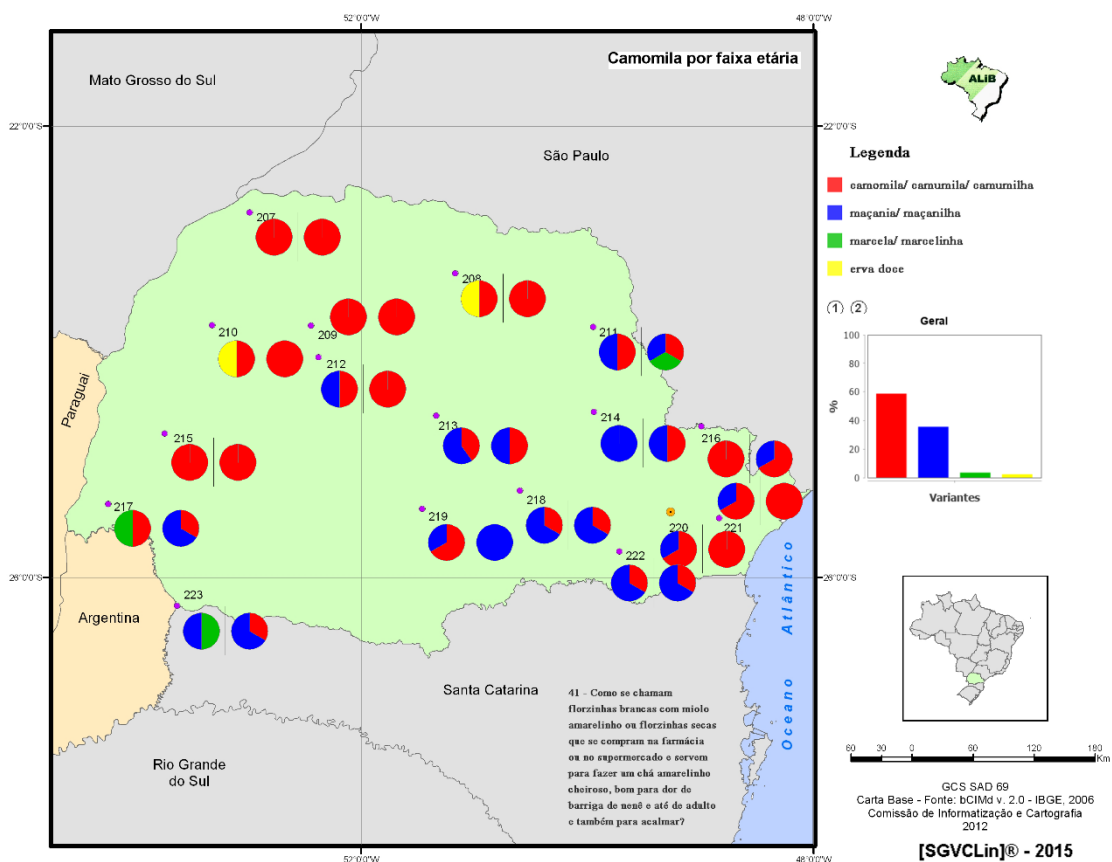 52°0'0"W
48°0'0"W
Camomila por faixa etária
Mato Grosso do Sul
ALiB
22°0'0"S
22°0'0"S
São Paulo
Legenda
camomila/ camumila/ camumilha
maçania/ maçanilha
marcela/ marcelinha
erva doce
1 2
207
208
209
210
211
212
213
214
215
216
217
218
219
220
221
222
223
Geral
%
100
80
60
40
20
0
Variantes
Paraguai
Argentina
26°0'0"S
26°0'0"S
Oceano Atlântico
Santa Catarina
Rio Grande
do Sul
41 - Como se chamam
florzinhas brancas com miolo
amarelinho ou florzinhas secas
que se compram na farmácia
ou no supermercado e servem
para fazer um chá amarelinho
cheiroso, bom para dor de
barriga de nenê e até de adulto
e também para acalmar?
60 30 0 60 120 180
Km
GCS SAD 69
Carta Base - Fonte: bCIMd v. 2.0 - IBGE, 2006
Comissão de Informatização e Cartografia
2012
[SGVCLin]® - 2015
52°0'0"W
48°0'0"W